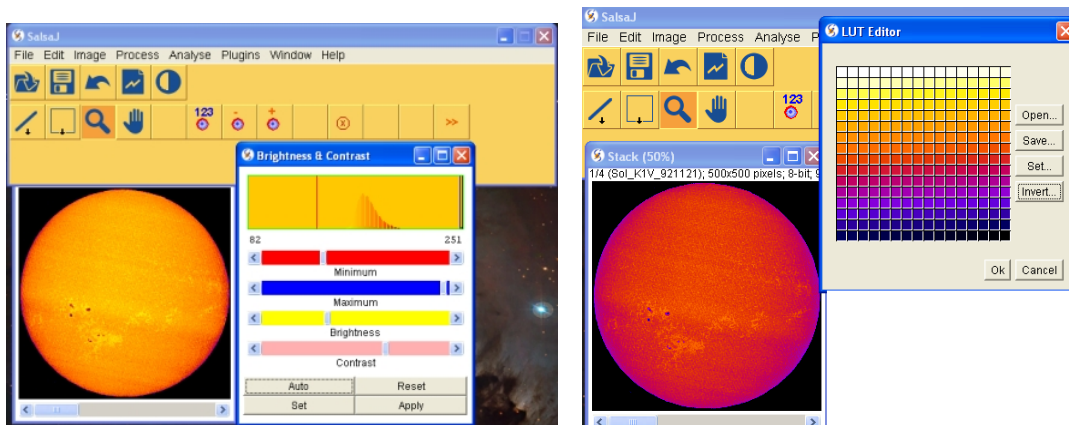 SalsaJ
File Edit Image Process Analyse Plugins Window Help
123
- +
x
>>
Brightness & Contrast
82 251
Minimum
Maximum
Brightness
Contrast
Auto Reset
Set Apply
SalsaJ
File Edit Image Process Analyse P
123
Stack (50%)
1/4 (Sol_K1V_921121); 500x500 pixels; 8-bit; 9
LUT Editor
Open...
Save...
Set...
Invert...
Ok Cancel